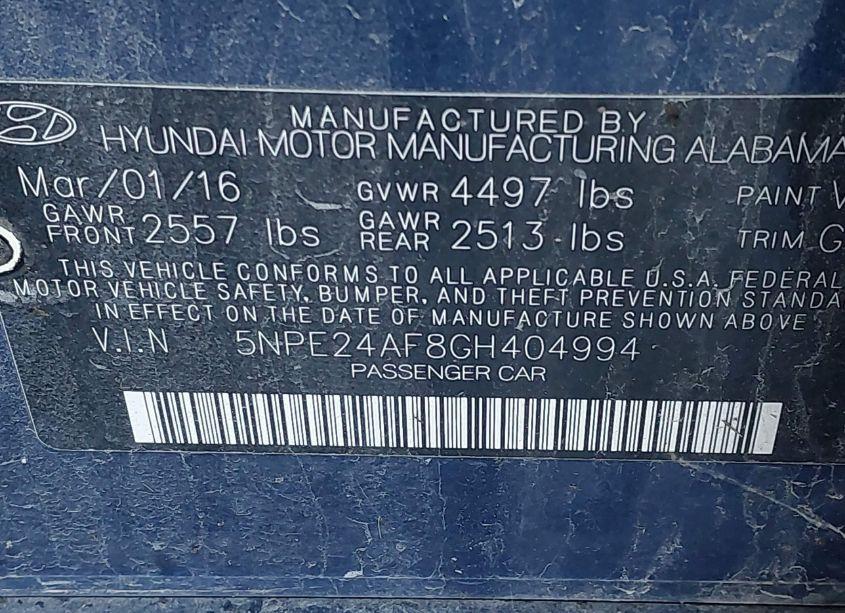 MANUFACTURED BY
HYUNDAI MOTOR MANUFACTURING ALABAMA
Mar/01/16 GVWR 4497 lbs PAINT
GAWR FRONT 2557 lbs GAWR REAR 2513 lbs TRIM G
THIS VEHICLE CONFORMS TO ALL APPLICABLE U.S.A. FEDERAL
MOTOR VEHICLE SAFETY, BUMPER, AND THEFT PREVENTION STANDA
IN EFFECT ON THE DATE OF MANUFACTURE SHOWN ABOVE
V.I.N 5NPE24AF8GH404994
PASSENGER CAR